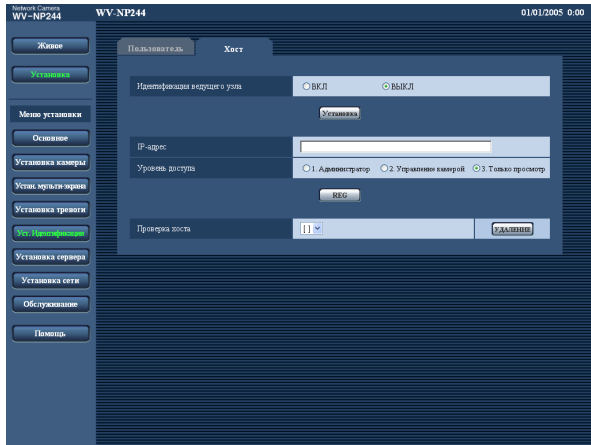 Network Camera
WV-NP244
WV-NP244
01/01/2005 0:00
Живое
Установка
Меню установки
Основное
Установка камеры
Устан. мульти-экрана
Установка тревоги
Уст. Идентификации
Установка сервера
Установка сети
Обслуживание
Помощь
Пользователь
Хост
Идентификация ведущего узла
ВКЛ
ВЫКЛ
Установка
IP-адрес
Уровень доступа
1. Администратор
2. Управление камерой
3. Только просмотр
REG
Проверка хоста
[ ]
УДАЛЕНИЕ